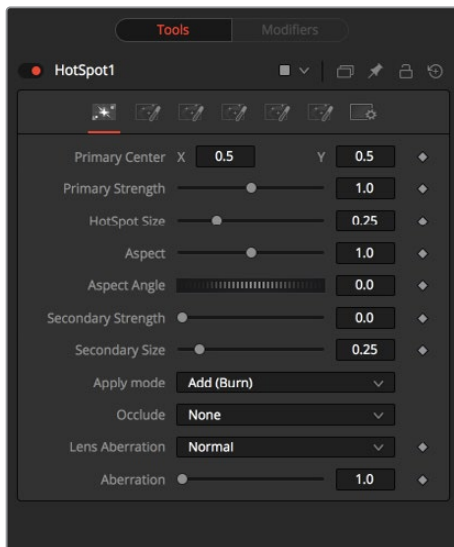 Tools Modifiers
HotSpot1
Primary Center X 0.5 Y 0.5
Primary Strength 1.0
HotSpot Size 0.25
Aspect 1.0
Aspect Angle 0.0
Secondary Strength 0.0
Secondary Size 0.25
Apply mode Add (Burn)
Occlude None
Lens Aberration Normal
Aberration 1.0